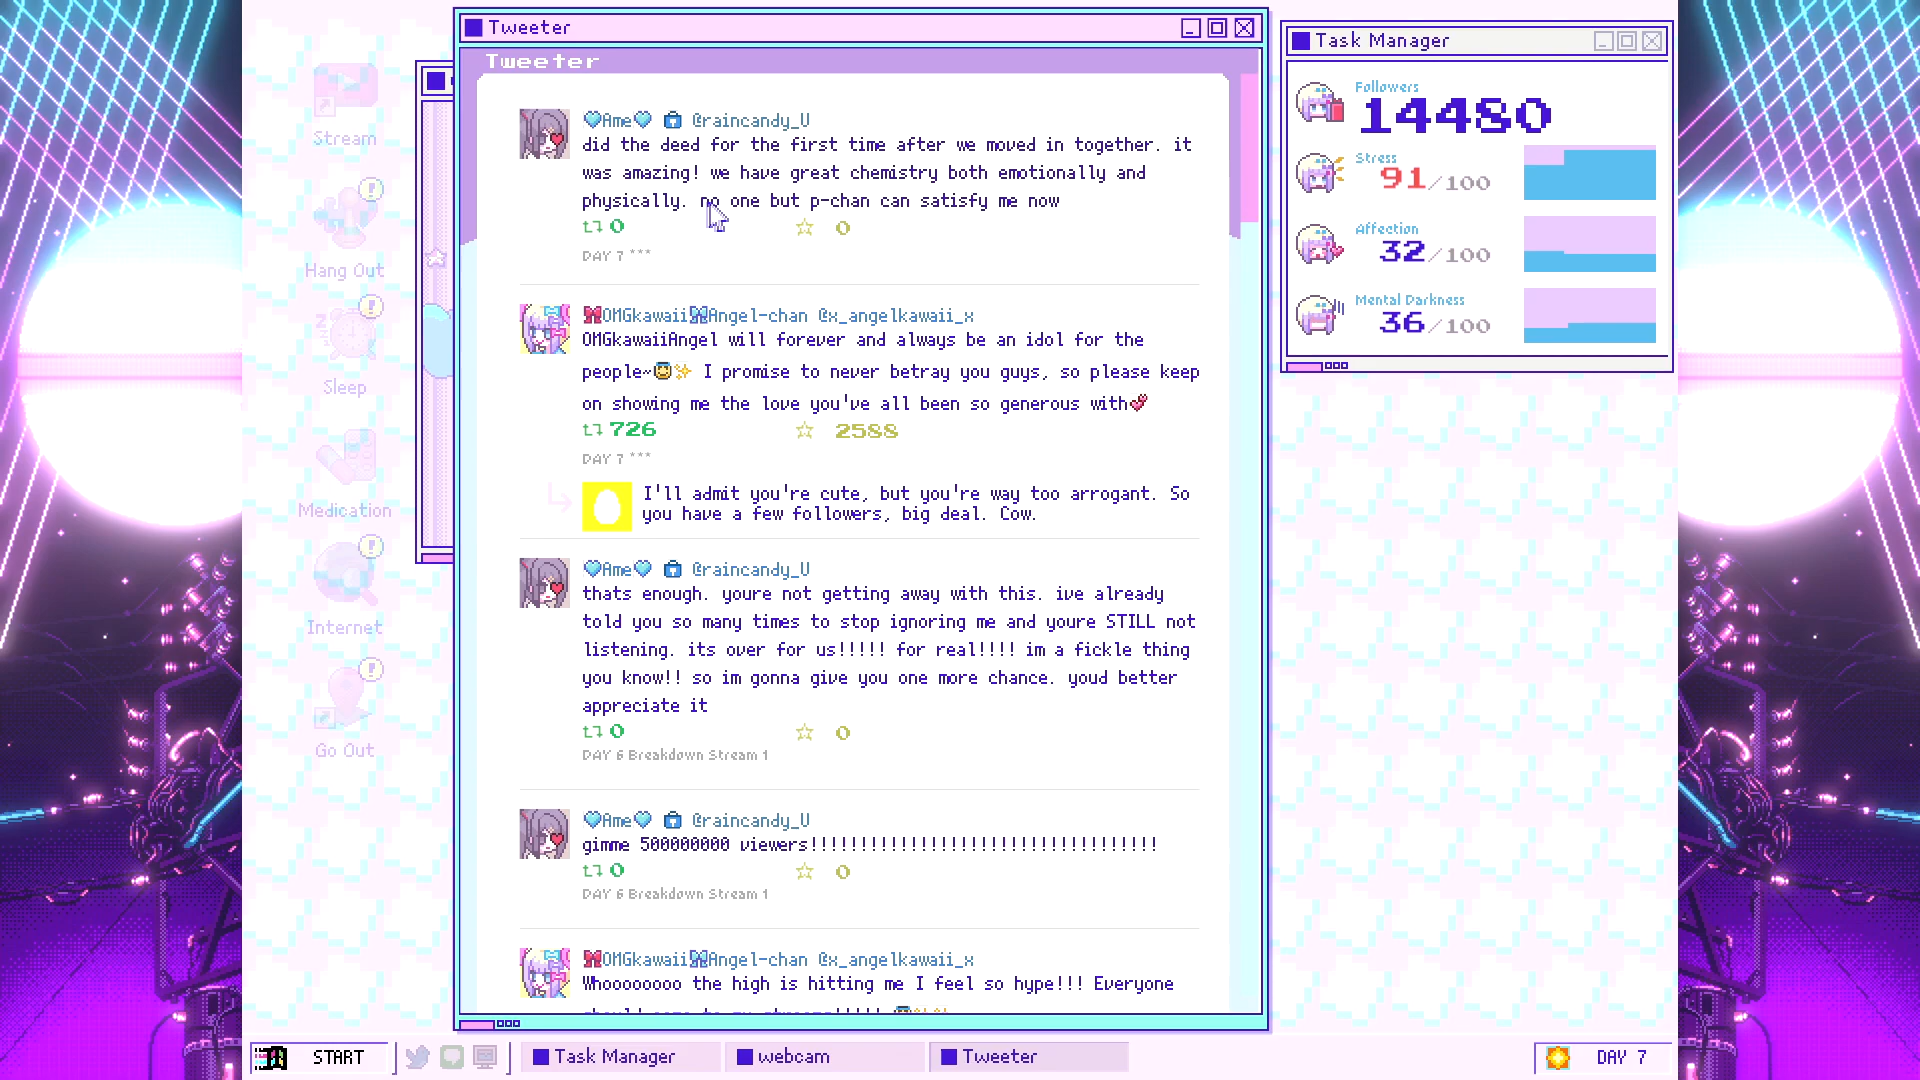 Tweeter
Task Manager
Tweeter
Followers
14480
Stress
91/100
Affection
32/100
Mental Darkness
36/100
Stream
Hang Out
Sleep
Medication
Internet
Go Out
Ame @raincandy_U
did the deed for the first time after we moved in together. it
was amazing! we have great chemistry both emotionally and
physically. no one but p-chan can satisfy me now
0 0
DAY 7 ***
OMGkawaii Angel-chan @x_angelkawaii_x
OMGkawaiiAngel will forever and always be an idol for the
people~ I promise to never betray you guys, so please keep
on showing me the love you've all been so generous with
726 2588
DAY 7 ***
I'll admit you're cute, but you're way too arrogant. So
you have a few followers, big deal. Cow.
Ame @raincandy_U
thats enough. youre not getting away with this. ive already
told you so many times to stop ignoring me and youre STILL not
listening. its over for us!!!!! for real!!!! im a fickle thing
you know!! so im gonna give you one more chance. youd better
appreciate it
0 0
DAY 6 Breakdown Stream 1
Ame @raincandy_U
gimme 500000000 viewers!!!!!!!!!!!!!!!!!!!!!!!!!!!!!!!!!!!
0 0
DAY 6 Breakdown Stream 1
OMGkawaii Angel-chan @x_angelkawaii_x
Whooooooooo the high is hitting me I feel so hype!!! Everyone
START
Task Manager
webcam
Tweeter
DAY 7